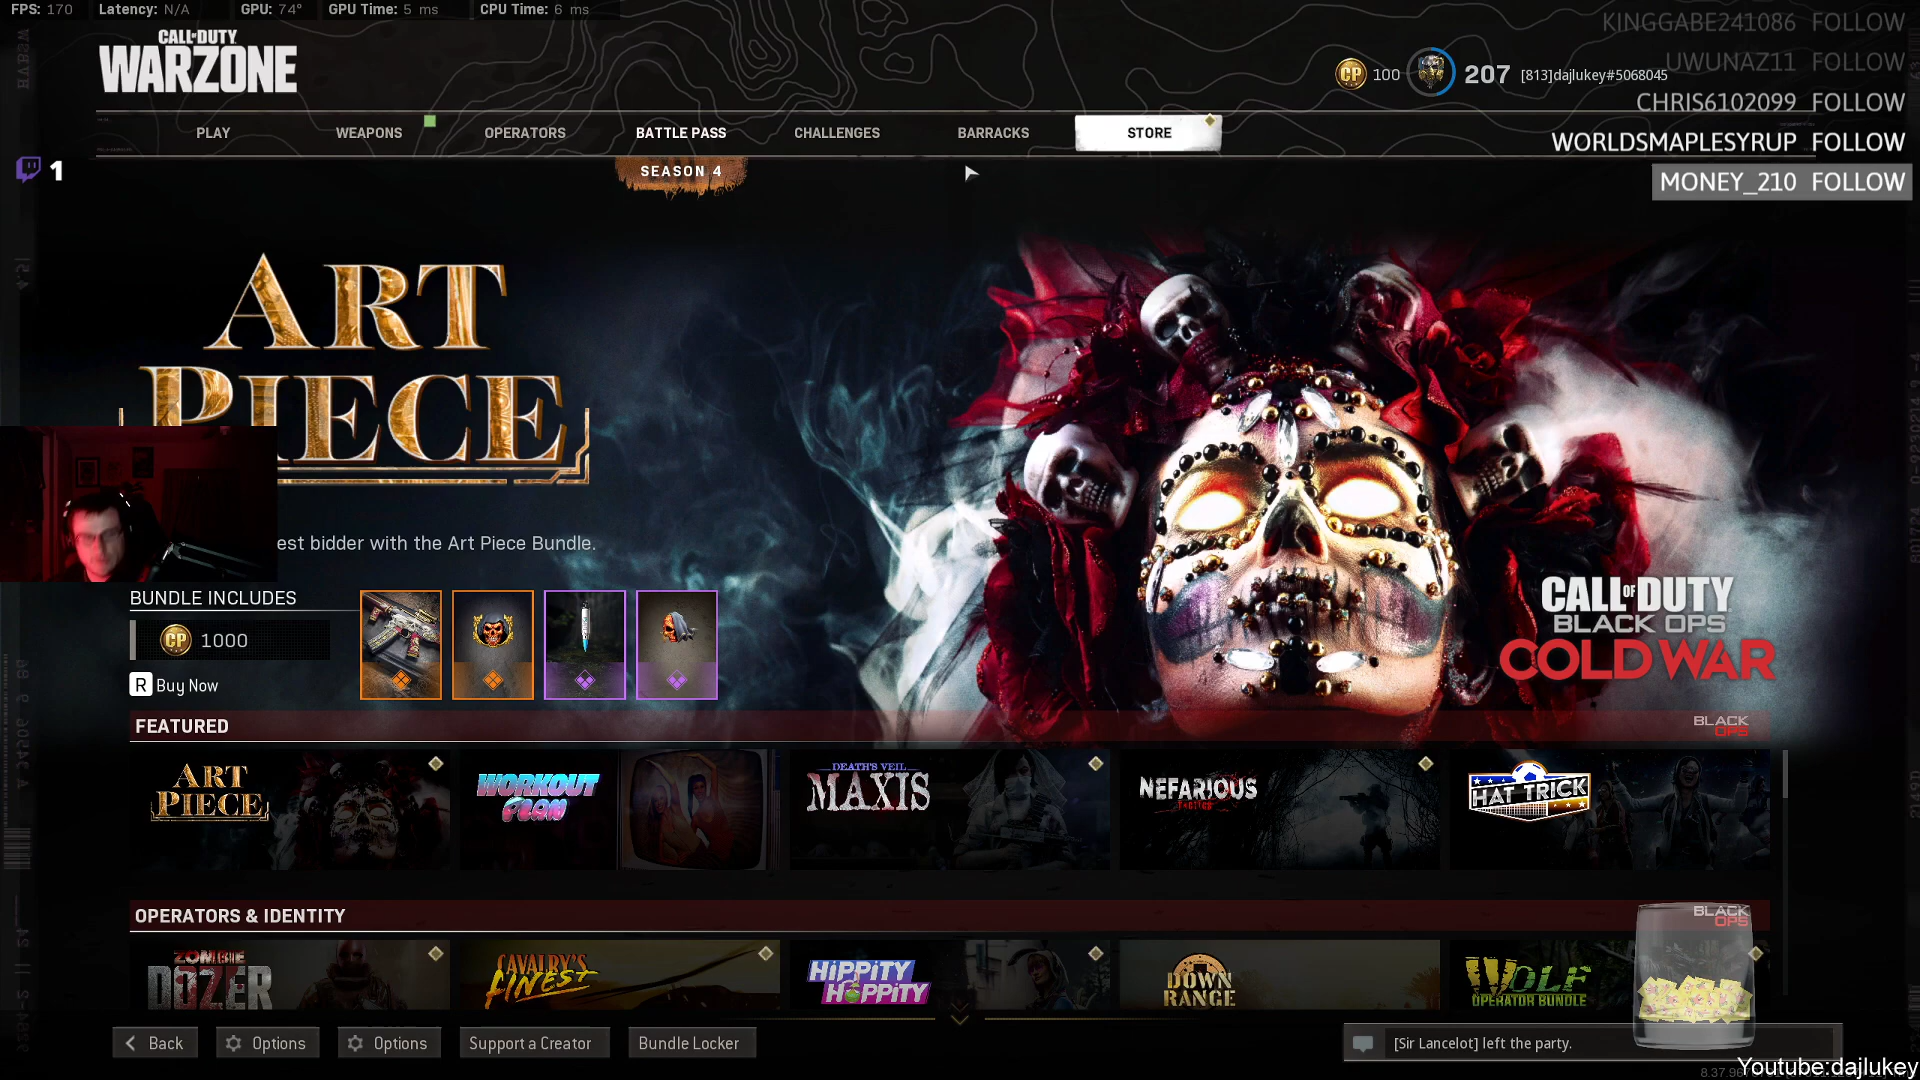 FPS: 170 Latency: N/A GPU: 74° GPU Time: 5 ms CPU Time: 6 ms
KINGGABE241086 FOLLOW
CALL OF DUTY
WARZONE
UWUNAZ11 FOLLOW
CP 100 207 [813]dajlukey#5068045
CHRIS6102099 FOLLOW
PLAY WEAPONS OPERATORS BATTLE PASS CHALLENGES BARRACKS STORE
WORLDSMAPLESYRUP FOLLOW
1
SEASON 4
MONEY_210 FOLLOW
ART
PIECE
est bidder with the Art Piece Bundle.
BUNDLE INCLUDES
CP 1000
R Buy Now
CALL OF DUTY
BLACK OPS
COLD WAR
FEATURED
BLACK
OPS
ART
PIECE
WORKOUT
PLAN
DEATH'S VEIL
MAXIS
NEFARIOUS
HAT TRICK
OPERATORS & IDENTITY
BLACK
OPS
ZOMBIE
DOZER
CAVALRY'S
FINEST
HIPPITY
HOPPITY
DOWN
RANGE
WOLF
OPERATOR BUNDLE
Back Options Options Support a Creator Bundle Locker
[Sir Lancelot] left the party.
Youtube:dajlukey